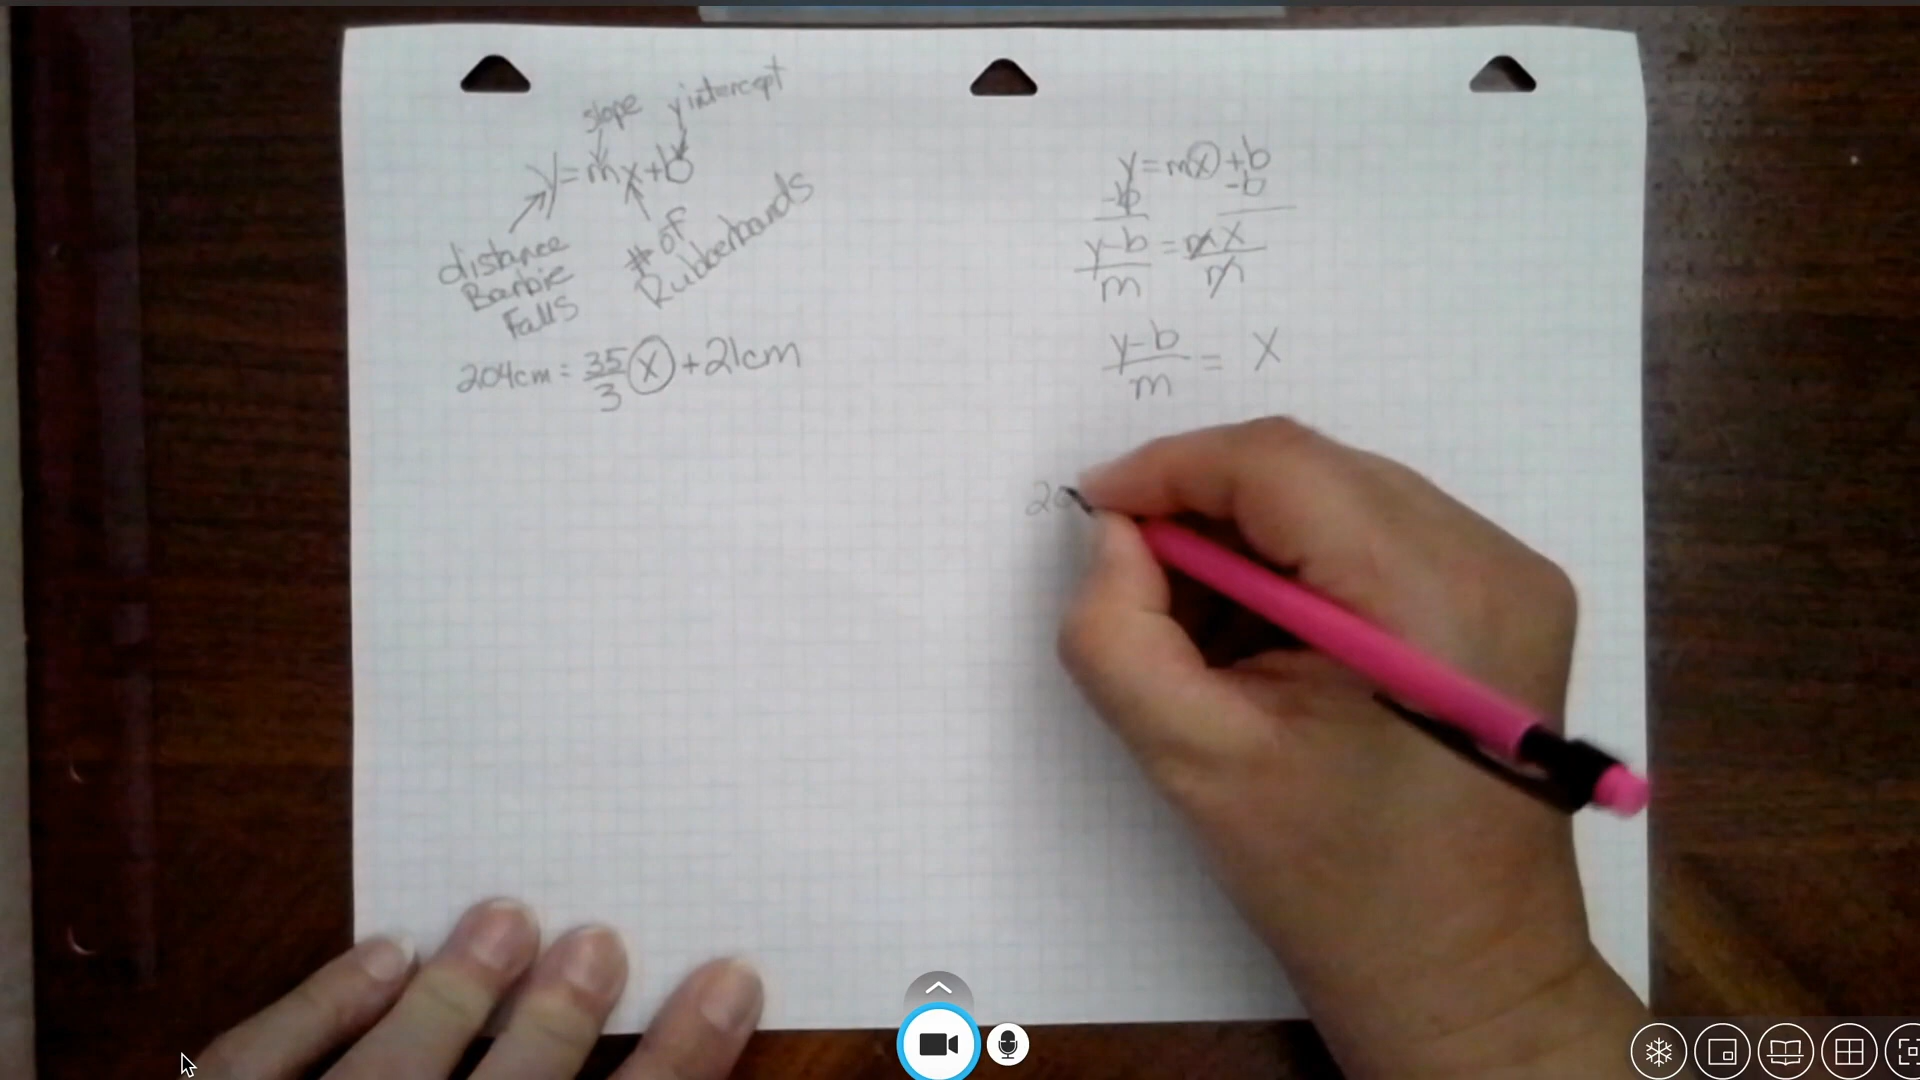 slope y intercept
y = mx + b
distance
Barbie
Falls
# of
Rubberbands
204cm = 35/3 (x) + 21cm
y = m(x) + b
-b -b
y-b = mx
m m
y-b = x
m
20